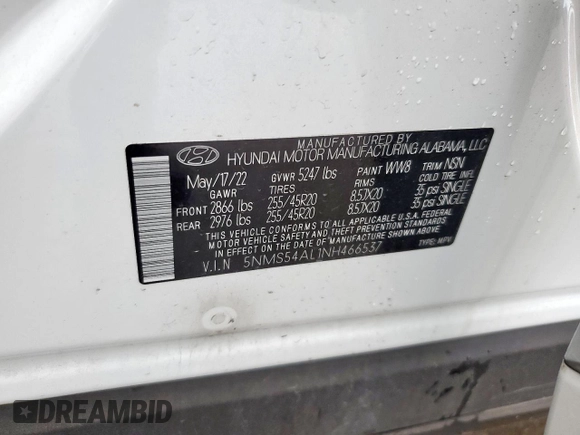 MANUFACTURED BY
HYUNDAI MOTOR MANUFACTURING ALABAMA, LLC
May/17/22 GVWR 5247 lbs PAINT WW8 TRIM NSN
GAWR TIRES RIMS COLD TIRE INFL
FRONT 2866 lbs 255/45R20 8.5JX20 35 psi SINGLE
REAR 2976 lbs 255/45R20 8.5JX20 35 psi SINGLE
THIS VEHICLE CONFORMS TO ALL APPLICABLE U.S.A. FEDERAL
MOTOR VEHICLE SAFETY AND THEFT PREVENTION STANDARDS
IN EFFECT ON THE DATE OF MANUFACTURE SHOWN ABOVE.
V.I.N 5NMS54AL1NH466537 TYPE: MPV
DREAMBID